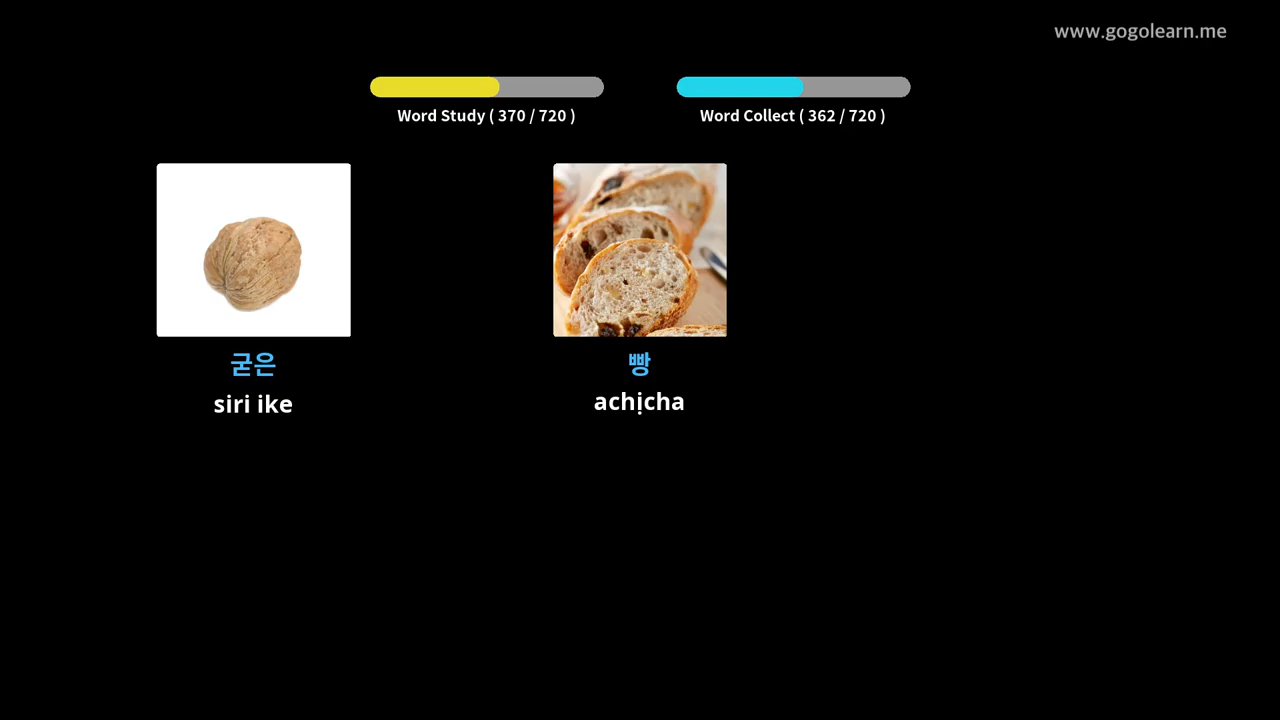 www.gogolearn.me
Word Study ( 370 / 720 )
Word Collect ( 362 / 720 )
굳은
siri ike
빵
achịcha